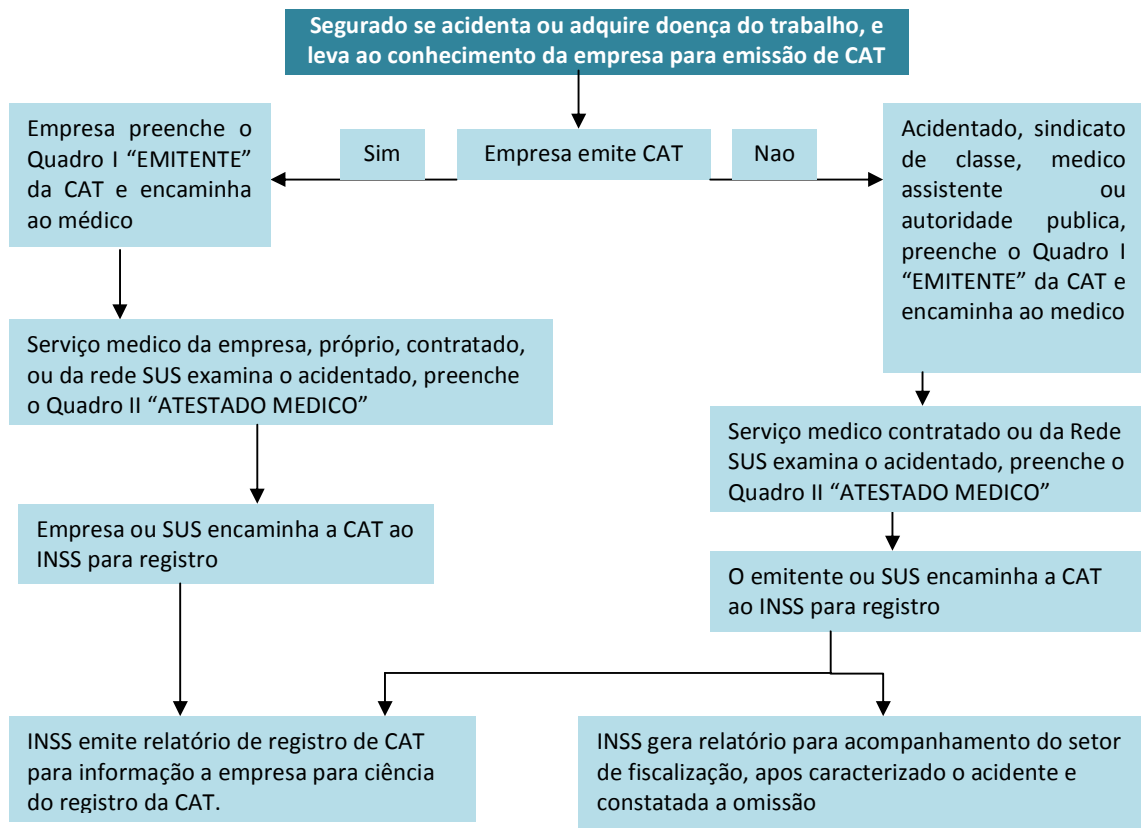 Segurado se acidenta ou adquire doença do trabalho, e
leva ao conhecimento da empresa para emissão de CAT
Empresa preenche o
Quadro I “EMITENTE”
da CAT e encaminha
ao médico
Sim
Empresa emite CAT
Nao
Acidentado, sindicato
de classe, medico
assistente ou
autoridade publica,
preenche o Quadro I
“EMITENTE” da CAT e
encaminha ao medico
Serviço medico da empresa, próprio, contratado,
ou da rede SUS examina o acidentado, preenche
o Quadro II “ATESTADO MEDICO”
Serviço medico contratado ou da Rede
SUS examina o acidentado, preenche o
Quadro II “ATESTADO MEDICO”
Empresa ou SUS encaminha a CAT ao
INSS para registro
O emitente ou SUS encaminha a CAT
ao INSS para registro
INSS emite relatório de registro de CAT
para informação a empresa para ciência
do registro da CAT.
INSS gera relatório para acompanhamento do setor
de fiscalização, apos caracterizado o acidente e
constatada a omissão